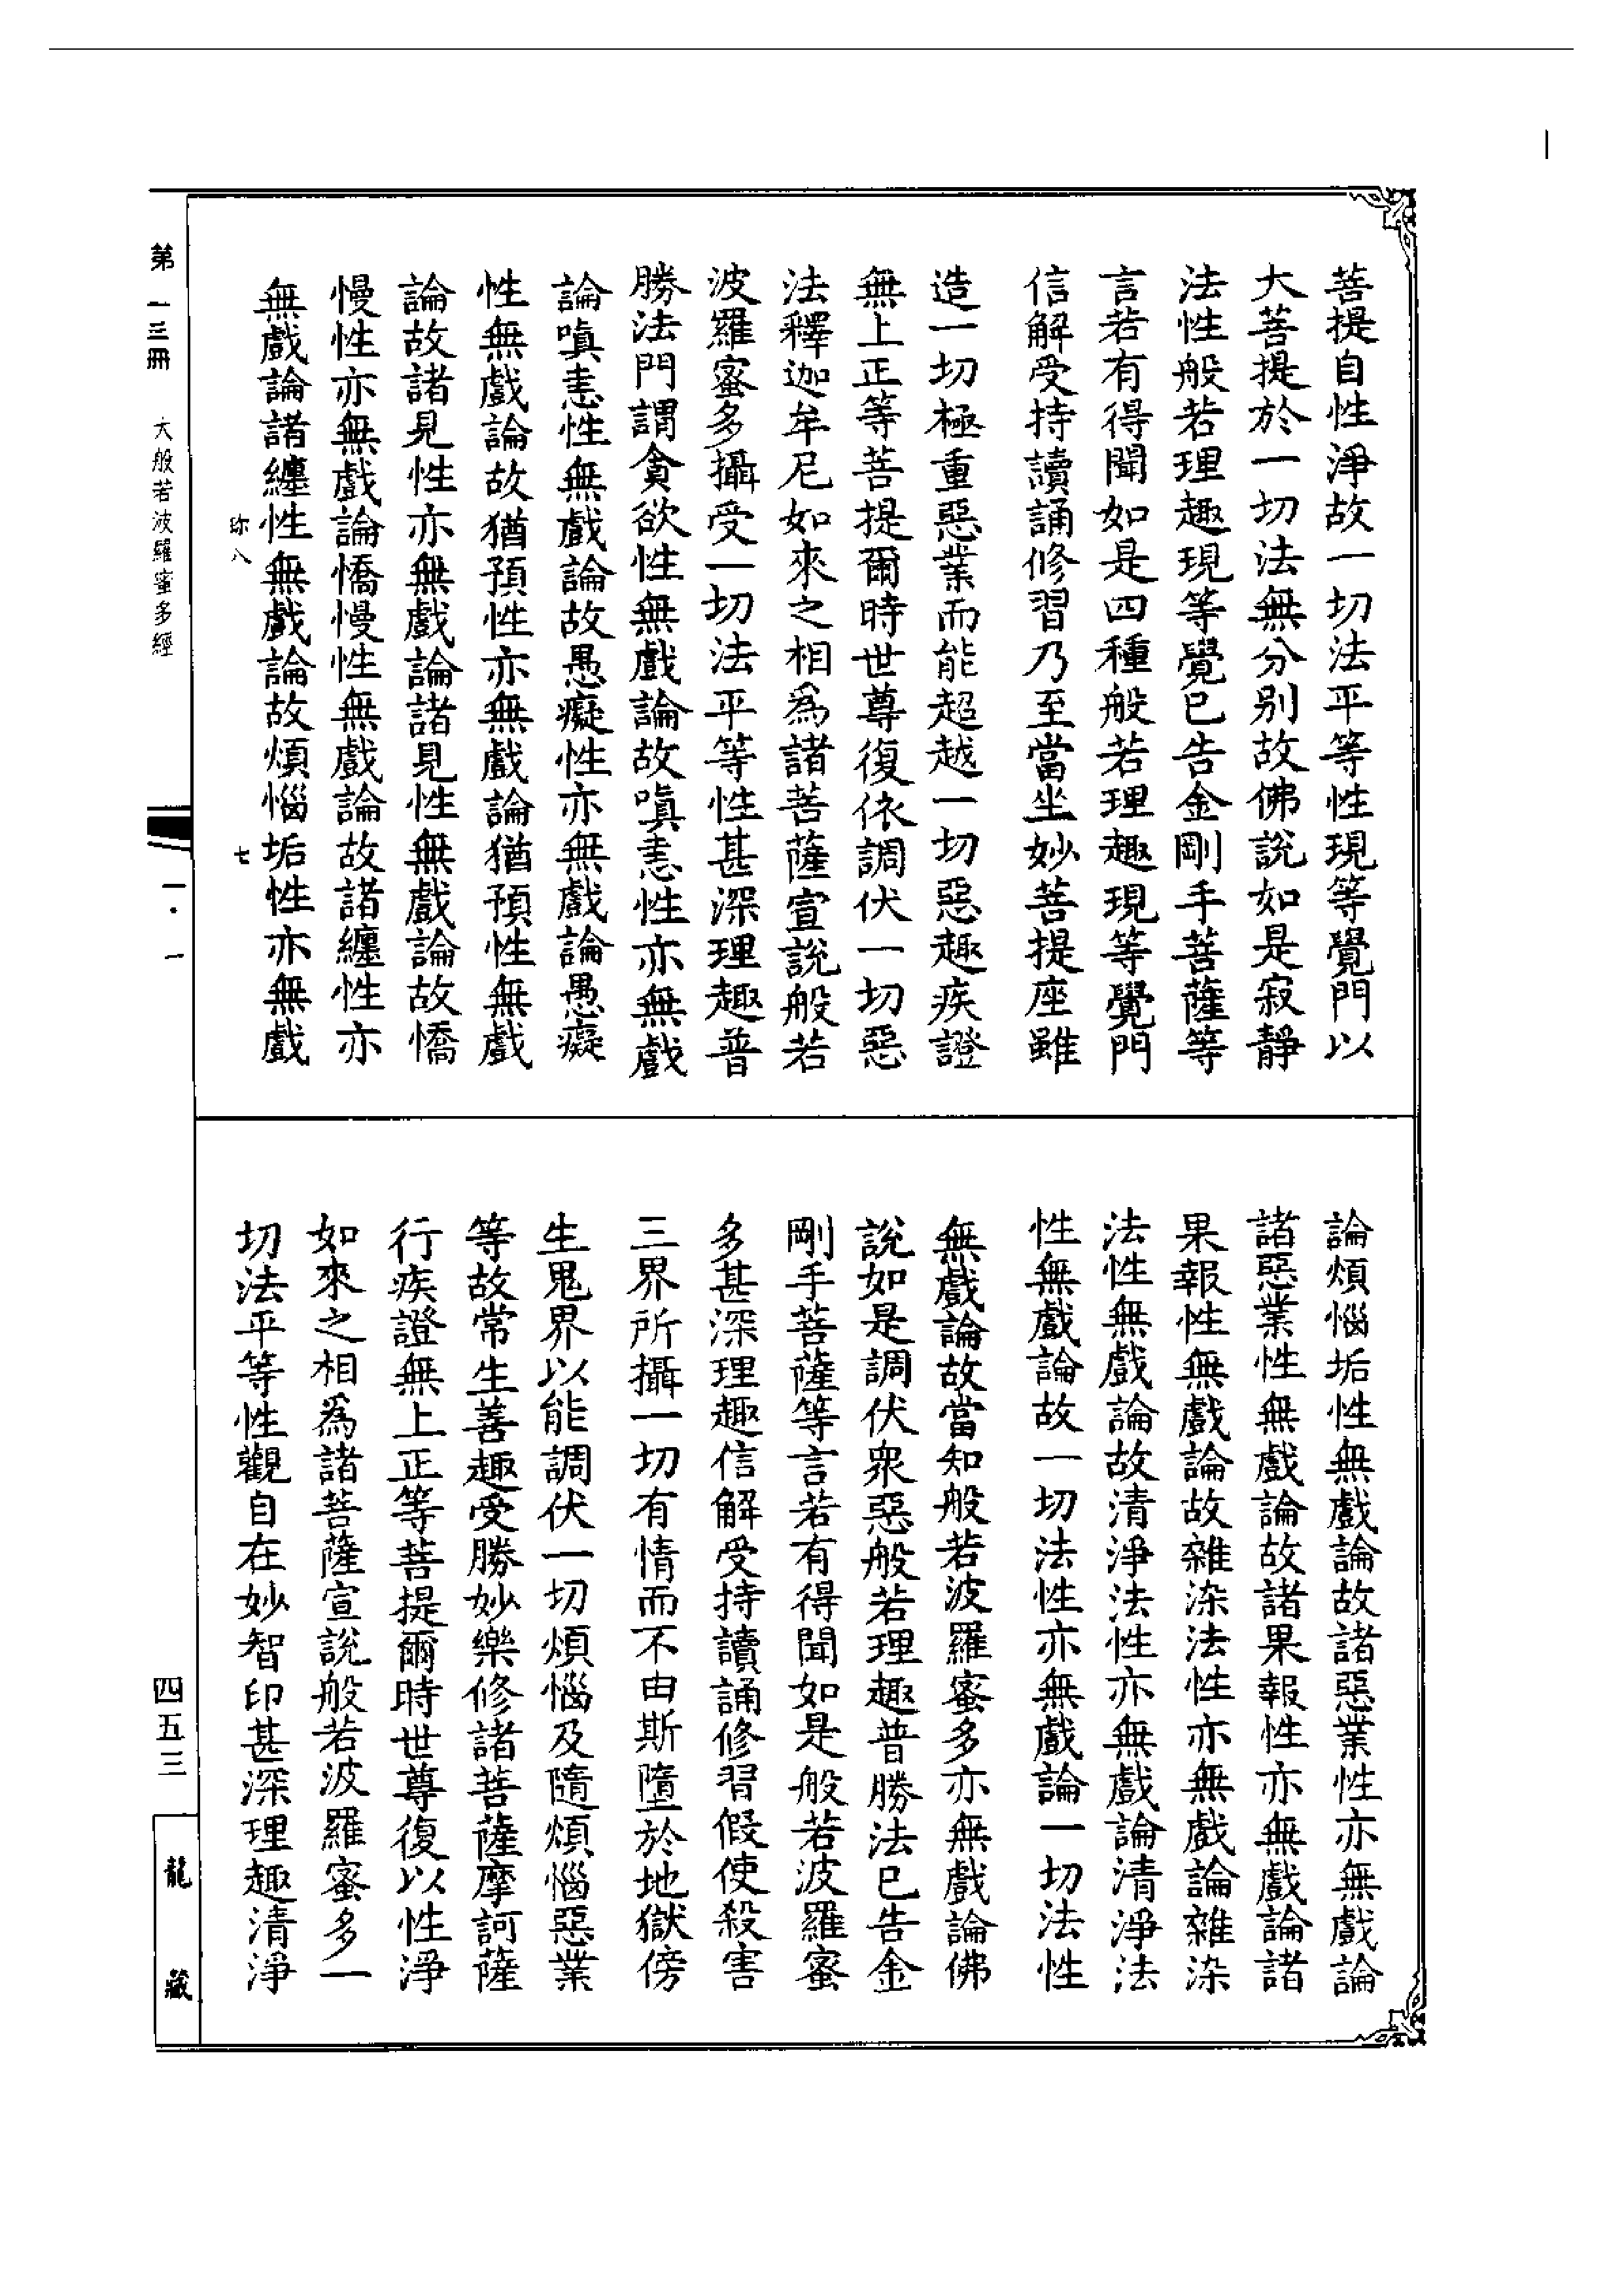 菩提自性淨故一切法平等性現等覺門以
大菩提於一切法無分別故佛說如是寂靜
法性般若理趣現等覺已告金剛手菩薩等
言若有得聞如是四種般若理趣現等覺門
信解受持讀誦修習乃至當坐妙菩提座雖
造一切極重惡業而能超越一切惡趣疾證
無上正等菩提爾時世尊復依調伏一切惡
法釋迦牟尼如來之相為諸菩薩宣說般若
波羅蜜多攝受一切法平等性甚深理趣普
勝法門謂貪欲性無戲論故嗔恚性亦無戲
論嗔恚性無戲論故愚癡性亦無戲論愚癡
性無戲論故猶預性亦無戲論猶預性無戲
論故諸見性亦無戲論諸見性無戲論故憍
慢性亦無戲論憍慢性無戲論故諸纏性亦
無戲論諸纏性無戲論故煩惱垢性亦無戲
珎八
七
論煩惱垢性無戲論故諸惡業性亦無戲論
諸惡業性無戲論故諸果報性亦無戲論諸
果報性無戲論故雜染法性亦無戲論雜染
法性無戲論故清淨法性亦無戲論清淨法
性無戲論故一切法性亦無戲論一切法性
無戲論故當知般若波羅蜜多亦無戲論佛
說如是調伏眾惡般若理趣普勝法已告金
剛手菩薩等言若有得聞如是般若波羅蜜
多甚深理趣信解受持讀誦修習假使殺害
三界所攝一切有情而不由斯墮於地獄傍
生鬼界以能調伏一切煩惱及隨煩惱惡業
等故常生善趣受勝妙樂修諸菩薩摩訶薩
行疾證無上正等菩提爾時世尊復以性淨
如來之相為諸菩薩宣說般若波羅蜜多一
切法平等性觀自在妙智印甚深理趣清淨
第一三冊
大般若波羅蜜多經
一·一
四五三
龍藏